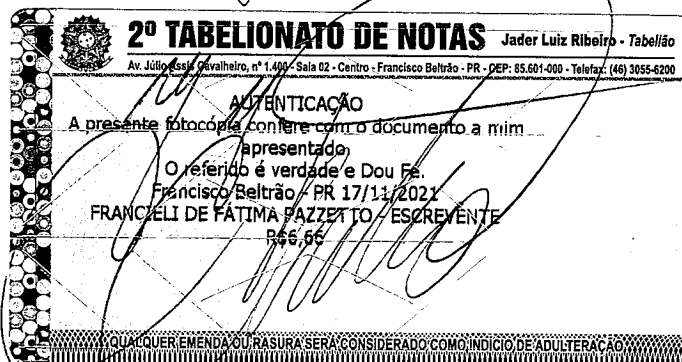 2º TABELIONATO DE NOTAS Jader Luiz Ribeiro - Tabelião
Av. Júlio Assis Cavalheiro, nº 1.400 - Sala 02 - Centro - Francisco Beltrão - PR - CEP: 85.601-000 - Telefax: (46) 3055-6200
AUTENTICAÇÃO
A presente fotocópia confere com o documento a mim
apresentado
O referido é verdade e Dou Fé.
Francisco Beltrão - PR 17/11/2021
FRANCIELI DE FÁTIMA PAZZETTO - ESCREVENTE
R$6,66
QUALQUER EMENDA OU RASURA SERÁ CONSIDERADO COMO INDÍCIO DE ADULTERAÇÃO